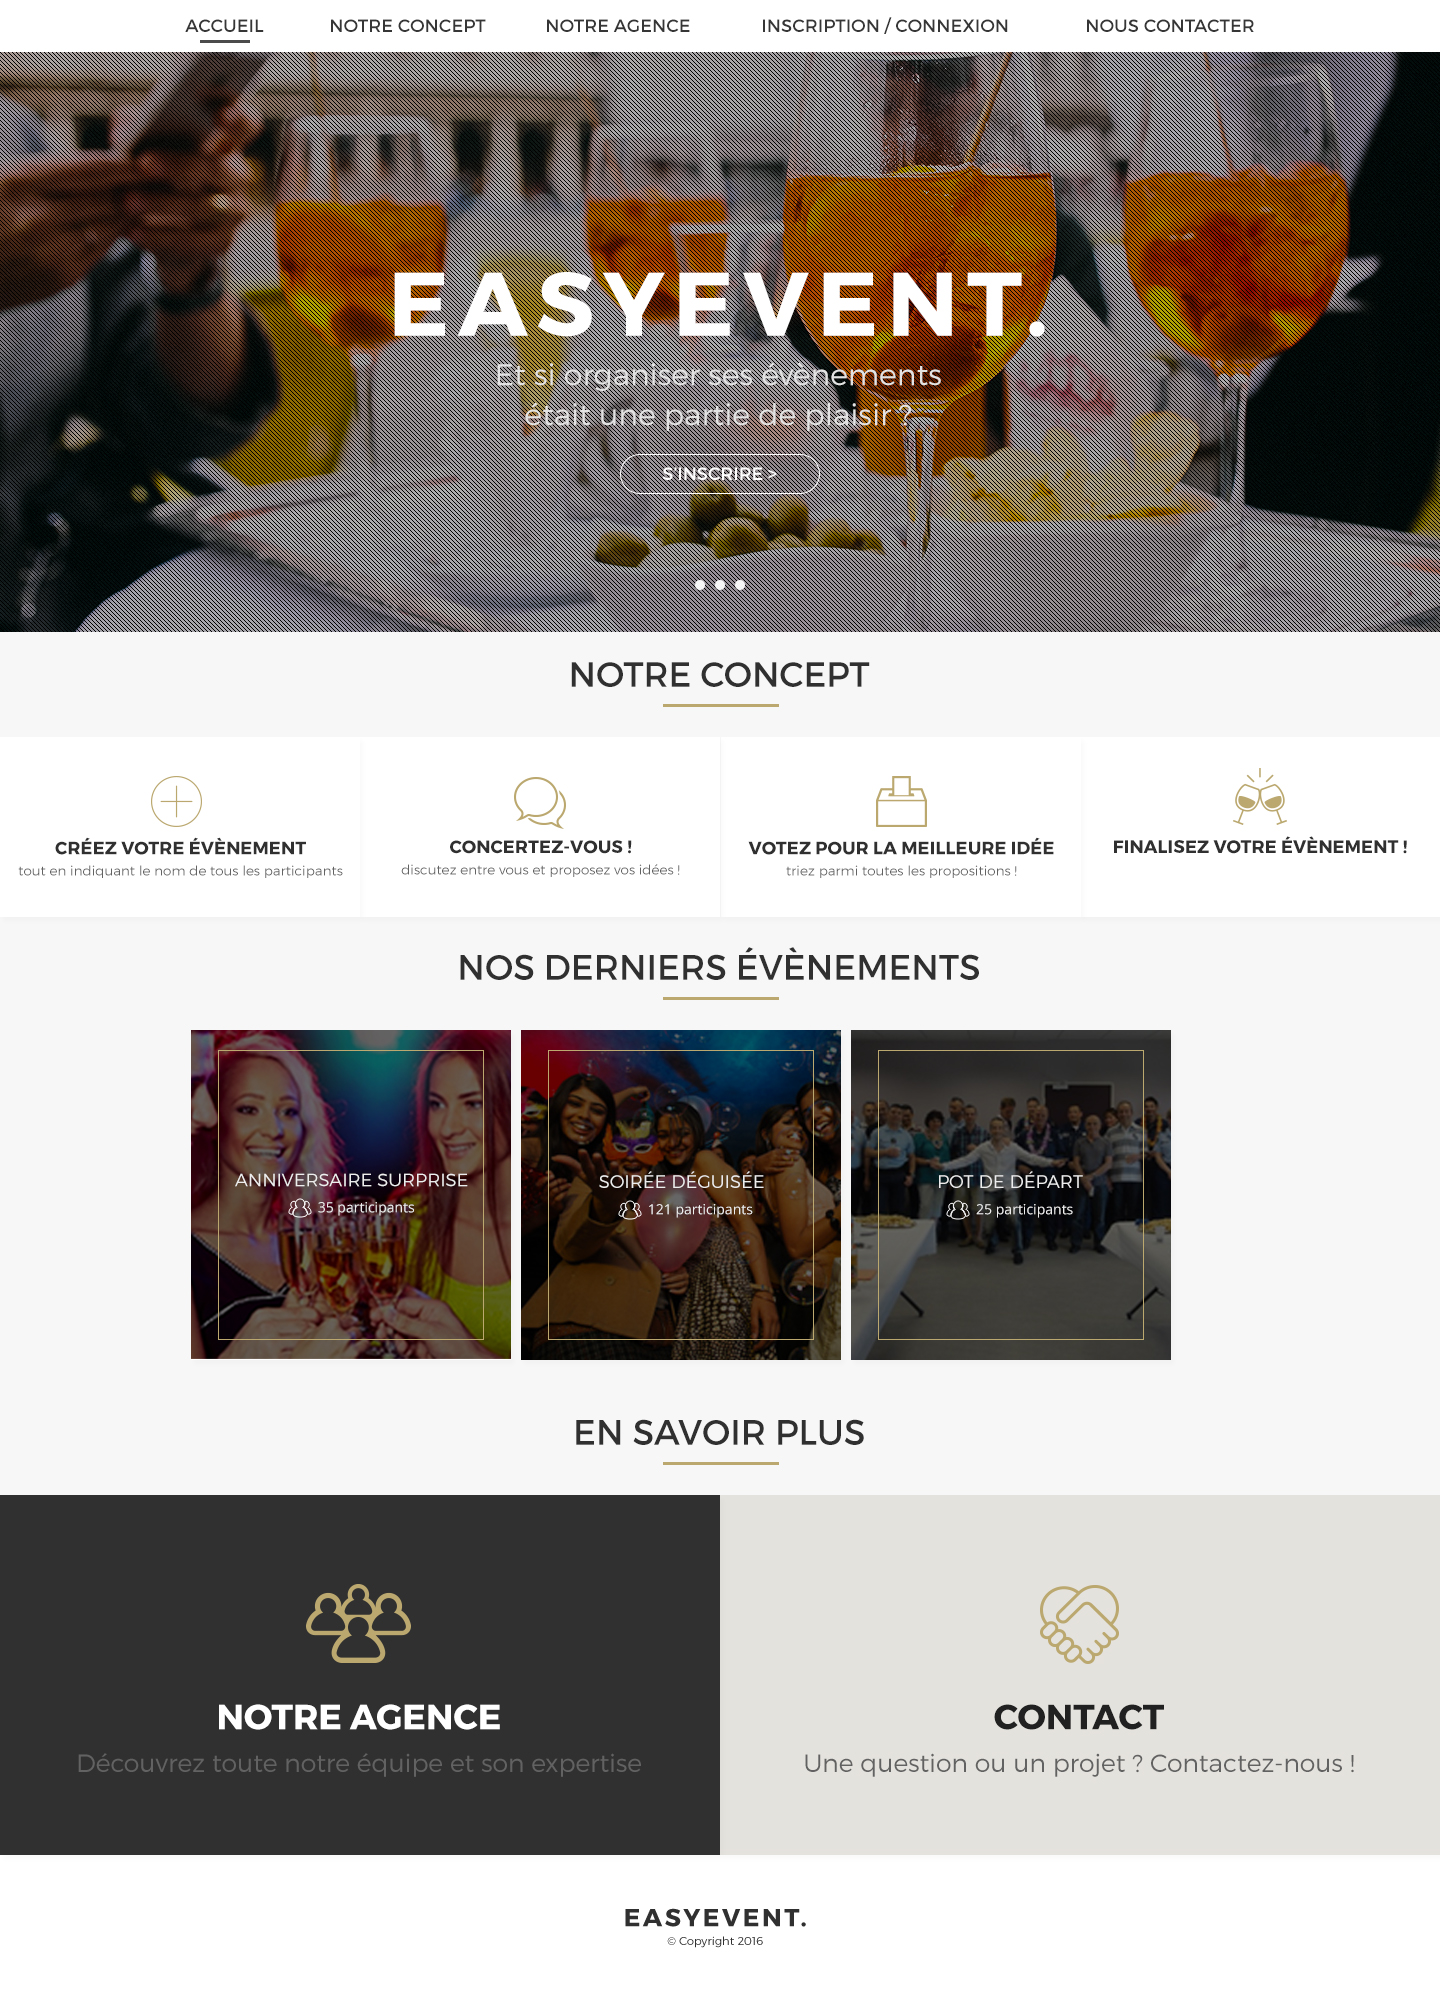 ACCUEIL NOTRE CONCEPT NOTRE AGENCE INSCRIPTION / CONNEXION NOUS CONTACTER
EASYEVENT.
Et si organiser ses évènements
était une partie de plaisir ?
S'INSCRIRE >
NOTRE CONCEPT
CRÉEZ VOTRE ÉVÈNEMENT
tout en indiquant le nom de tous les participants
CONCERTEZ-VOUS !
discutez entre vous et proposez vos idées !
VOTEZ POUR LA MEILLEURE IDÉE
triez parmi toutes les propositions !
FINALISEZ VOTRE ÉVÈNEMENT !
NOS DERNIERS ÉVÈNEMENTS
ANNIVERSAIRE SURPRISE
35 participants
SOIRÉE DÉGUISÉE
121 participants
POT DE DÉPART
25 participants
EN SAVOIR PLUS
NOTRE AGENCE
Découvrez toute notre équipe et son expertise
CONTACT
Une question ou un projet ? Contactez-nous !
EASYEVENT.
© Copyright 2016